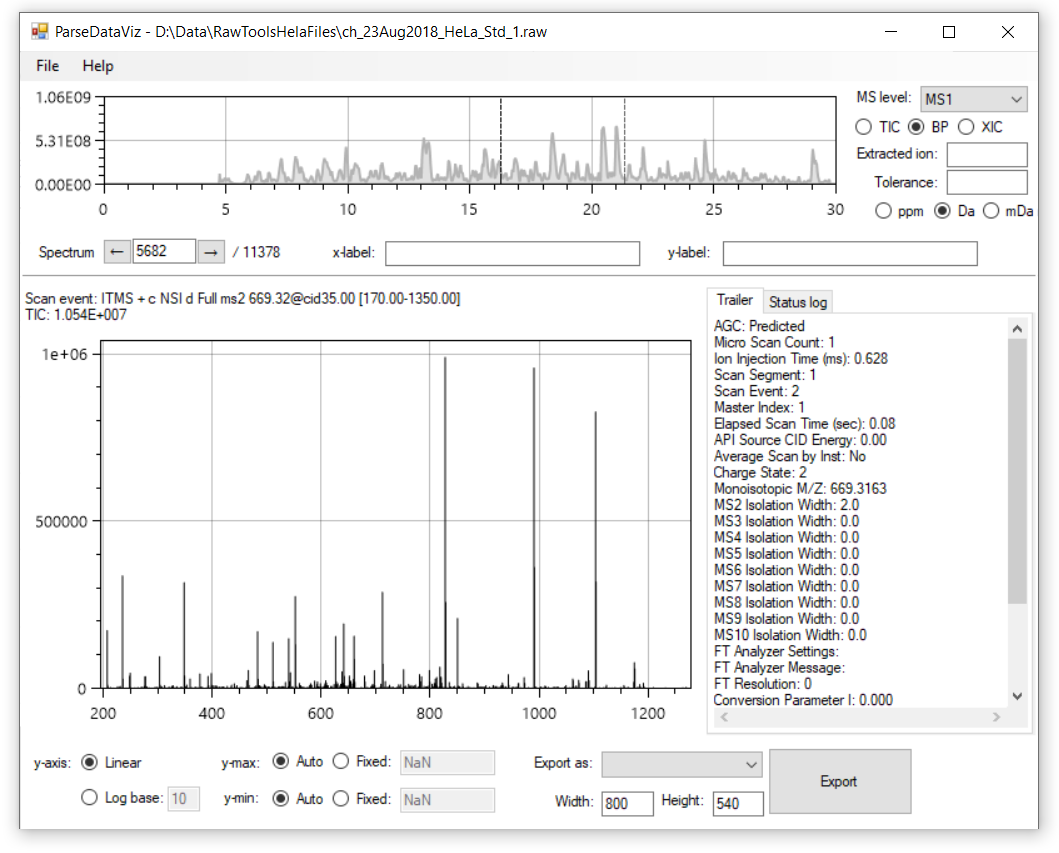 ParseDataViz - D:\Data\RawToolsHelaFiles\ch_23Aug2018_HeLa_Std_1.raw
File Help
1.06E09
5.31E08
0.00E00
0 5 10 15 20 25 30
MS level: MS1
TIC BP XIC
Extracted ion:
Tolerance:
ppm Da mDa
Spectrum ← 5682 → / 11378 x-label: y-label:
Scan event: ITMS + c NSI d Full ms2 669.32@cid35.00 [170.00-1350.00]
TIC: 1.054E+007
1e+06
500000
0
200 400 600 800 1000 1200
Trailer Status log
AGC: Predicted
Micro Scan Count: 1
Ion Injection Time (ms): 0.628
Scan Segment: 1
Scan Event: 2
Master Index: 1
Elapsed Scan Time (sec): 0.08
API Source CID Energy: 0.00
Average Scan by Inst: No
Charge State: 2
Monoisotopic M/Z: 669.3163
MS2 Isolation Width: 2.0
MS3 Isolation Width: 0.0
MS4 Isolation Width: 0.0
MS5 Isolation Width: 0.0
MS6 Isolation Width: 0.0
MS7 Isolation Width: 0.0
MS8 Isolation Width: 0.0
MS9 Isolation Width: 0.0
MS10 Isolation Width: 0.0
FT Analyzer Settings:
FT Analyzer Message:
FT Resolution: 0
Conversion Parameter I: 0.000
y-axis: Linear y-max: Auto Fixed: NaN Export as: Export
Log base: 10 y-min: Auto Fixed: NaN Width: 800 Height: 540